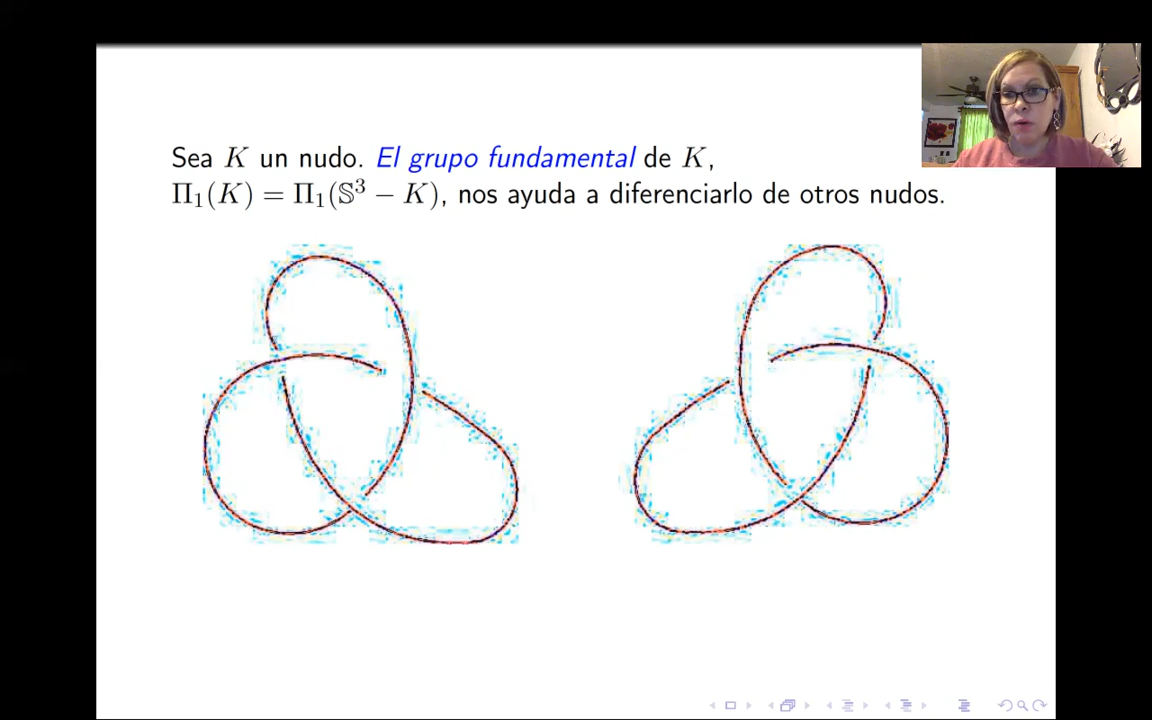 Sea K un nudo. El grupo fundamental de K,
Π₁(K) = Π₁(𝕊³ − K), nos ayuda a diferenciarlo de otros nudos.